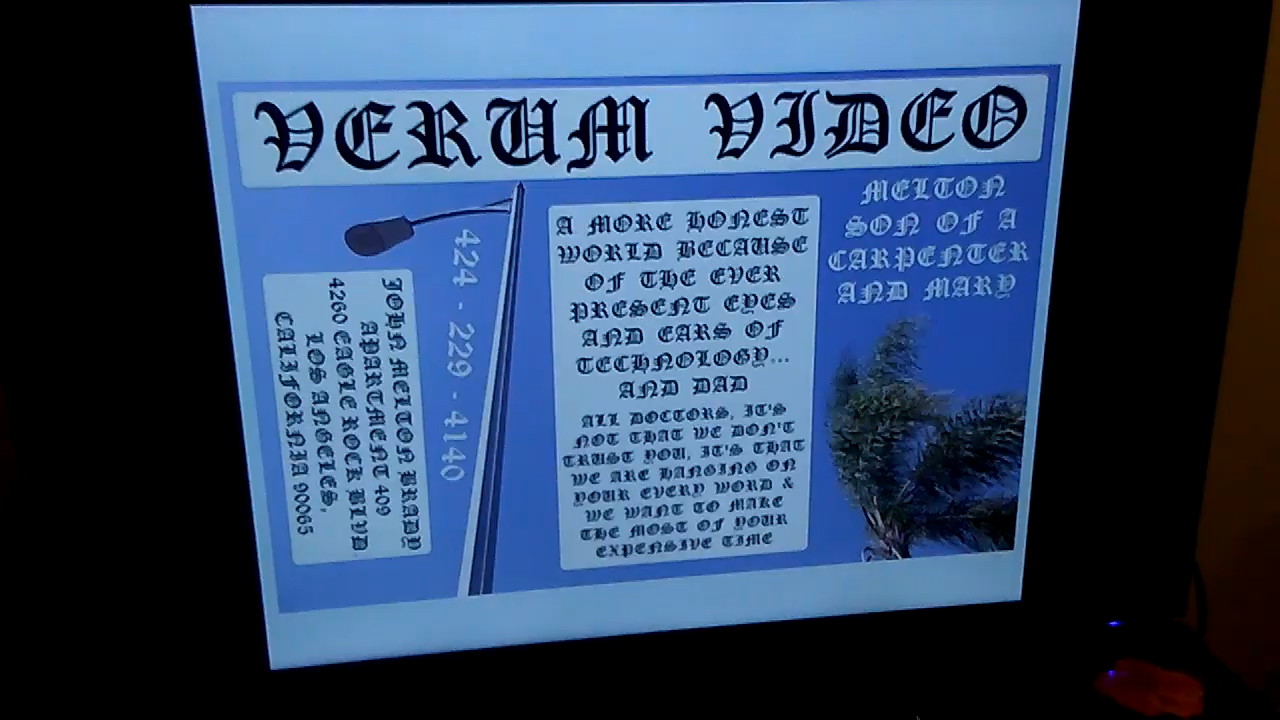 VERUM VIDEO
MELTON
SON OF A
CARPENTER
AND MARY
A MORE HONEST
WORLD BECAUSE
OF THE EVER
PRESENT EYES
AND EARS OF
TECHNOLOGY...
AND DAD
ALL DOCTORS, IT'S
NOT THAT WE DON'T
TRUST YOU, IT'S THAT
WE ARE HANGING ON
YOUR EVERY WORD &
WE WANT TO MAKE
THE MOST OF YOUR
EXPENSIVE TIME
424 - 229 - 4140
JOHN MELTON BRADY
APARTMENT 409
4260 EAGLE ROCK BLVD
LOS ANGELES,
CALIFORNIA 90065